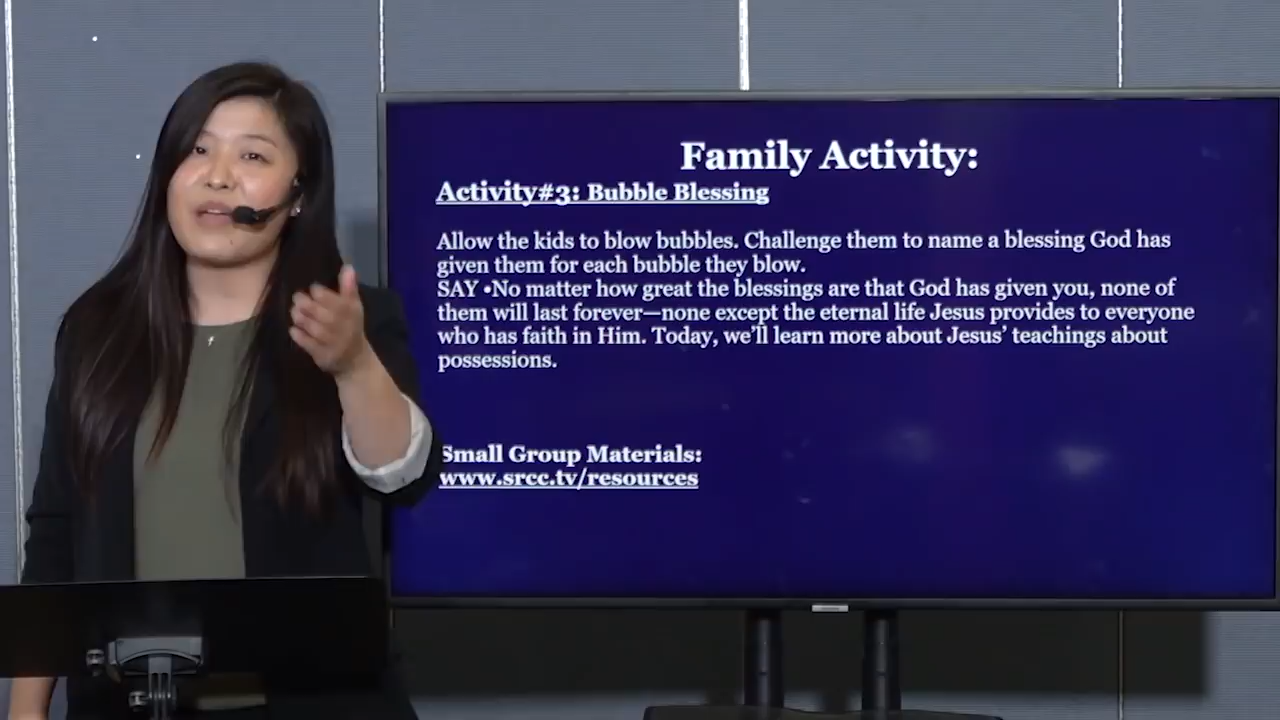 Family Activity:
Activity#3: Bubble Blessing
Allow the kids to blow bubbles. Challenge them to name a blessing God has
given them for each bubble they blow.
SAY •No matter how great the blessings are that God has given you, none of
them will last forever—none except the eternal life Jesus provides to everyone
who has faith in Him. Today, we'll learn more about Jesus' teachings about
possessions.
Small Group Materials:
www.srcc.tv/resources